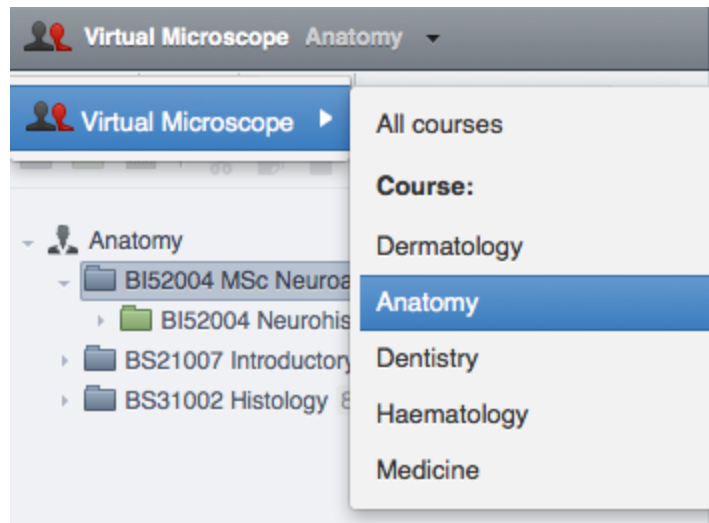 Virtual Microscope Anatomy
Virtual Microscope
All courses
Course:
Dermatology
Anatomy
Dentistry
Haematology
Medicine
Anatomy
BI52004 MSc Neuroa
BI52004 Neurohis
BS21007 Introductory
BS31002 Histology